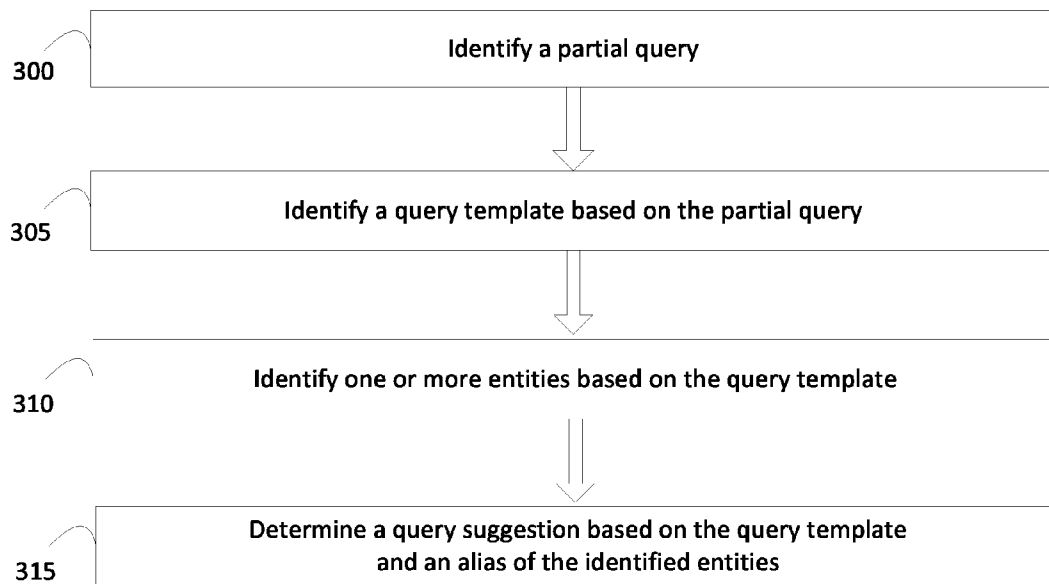 Identify a partial query
300
Identify a query template based on the partial query
305
Identify one or more entities based on the query template
310
Determine a query suggestion based on the query template
and an alias of the identified entities
315